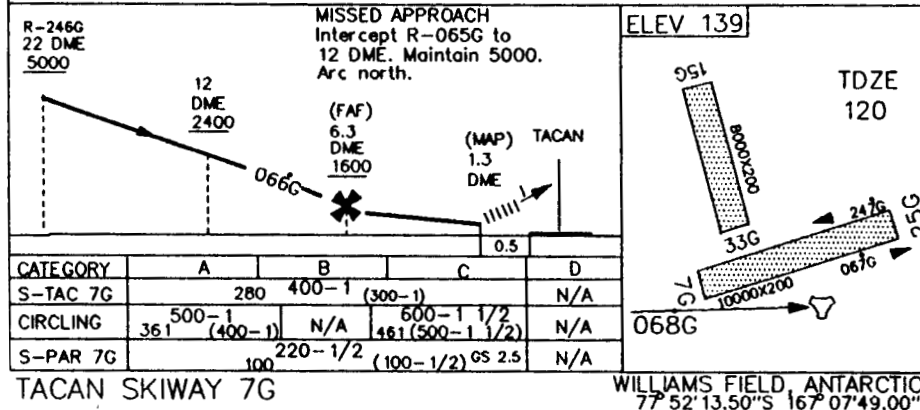 R-246G
22 DME
5000
MISSED APPROACH
Intercept R-065G to
12 DME. Maintain 5000.
Arc north.
12
DME
2400
(FAF)
6.3
DME
1600
(MAP)
1.3
DME
TACAN
066°G
0.5
CATEGORY A B C D
S-TAC 7G 280 400-1 (300-1) N/A
CIRCLING 361 500-1 (400-1) N/A 600-1 1/2 461 (500-1 1/2) N/A
S-PAR 7G 100 220-1/2 (100-1/2) GS 2.5 N/A
ELEV 139
TDZE
120
15G
8000X200
33G
247°G
25G
067°G
7G
10000X200
068G
TACAN SKIWAY 7G
WILLIAMS FIELD, ANTARCTIC
77° 52'13.50"S 167° 07'49.00"